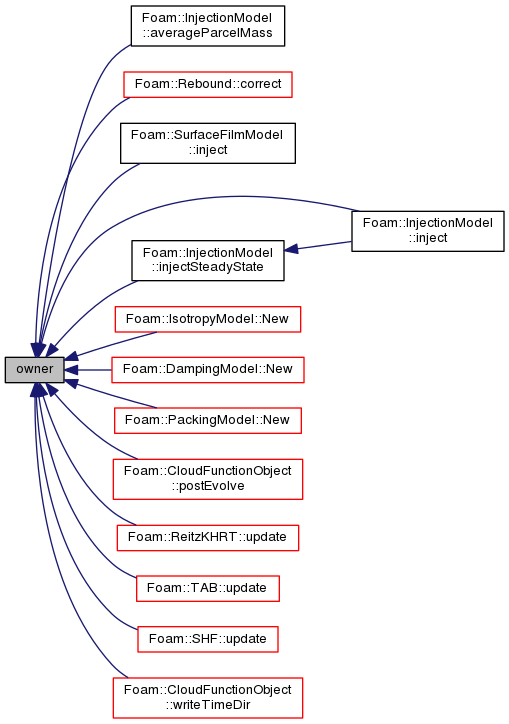 Foam::InjectionModel
::averageParcelMass
Foam::Rebound::correct
Foam::SurfaceFilmModel
::inject
Foam::InjectionModel
::inject
Foam::InjectionModel
::injectSteadyState
Foam::IsotropyModel::New
owner
Foam::DampingModel::New
Foam::PackingModel::New
Foam::CloudFunctionObject
::postEvolve
Foam::ReitzKHRT::update
Foam::TAB::update
Foam::SHF::update
Foam::CloudFunctionObject
::writeTimeDir